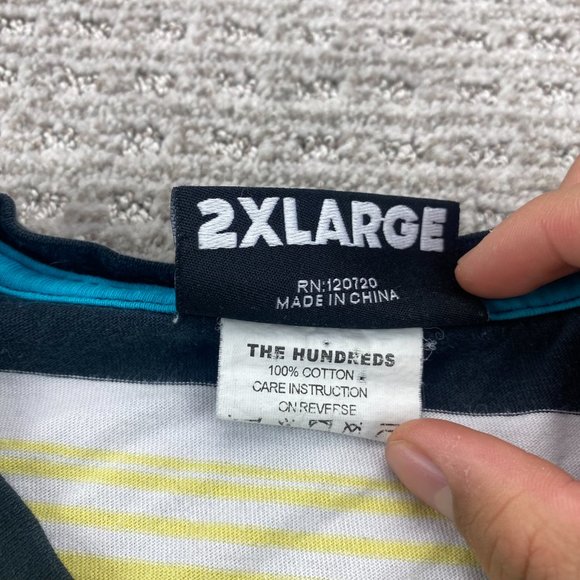 2XLARGE
RN:120720
MADE IN CHINA
THE HUNDREDS
100% COTTON
CARE INSTRUCTION
ON REVERSE